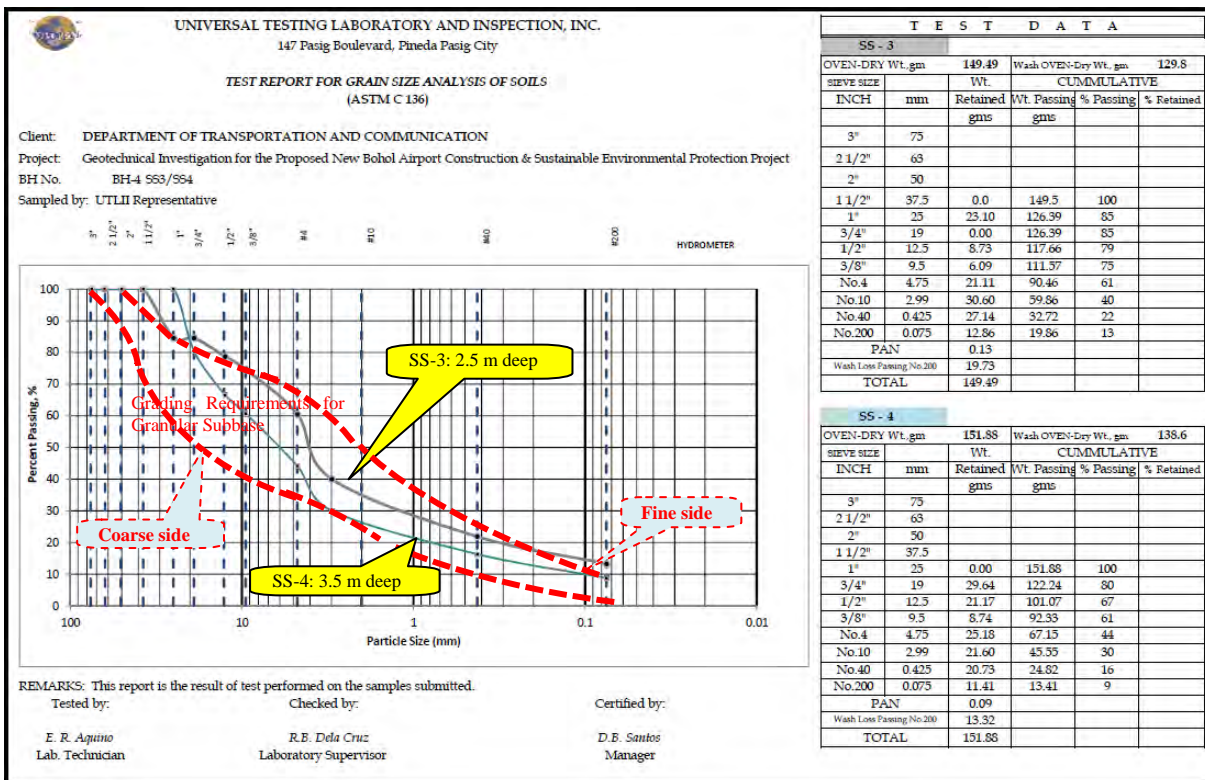 UNIVERSAL TESTING LABORATORY AND INSPECTION, INC.
147 Pasig Boulevard, Pineda Pasig City
TEST REPORT FOR GRAIN SIZE ANALYSIS OF SOILS
(ASTM C 136)
Client: DEPARTMENT OF TRANSPORTATION AND COMMUNICATION
Project: Geotechnical Investigation for the Proposed New Bohol Airport Construction & Sustainable Environmental Protection Project
BH No. BH-4 SS3/SS4
Sampled by: UTLII Representative
3" 2 1/2" 2" 1 1/2" 1" 3/4" 1/2" 3/8" #4 #10 #40 #200 HYDROMETER
Percent Passing, %
100
90
80
70
60
50
40
30
20
10
0
SS-3: 2.5 m deep
Grading Requirements for
Granular Subbase
Coarse side
Fine side
SS-4: 3.5 m deep
100 10 1 0.1 0.01
Particle Size (mm)
REMARKS: This report is the result of test performed on the samples submitted.
Tested by: Checked by: Certified by:
E. R. Aquino R.B. Dela Cruz D.B. Santos
Lab. Technician Laboratory Supervisor Manager
T E S T D A T A
SS - 3
OVEN-DRY Wt.,gm 149.49 Wash OVEN-Dry Wt., gm 129.8
SIEVE SIZE Wt. CUMMULATIVE
INCH mm Retained Wt. Passing % Passing % Retained
gms gms
3" 75
2 1/2" 63
2" 50
1 1/2" 37.5 0.0 149.5 100
1" 25 23.10 126.39 85
3/4" 19 0.00 126.39 85
1/2" 12.5 8.73 117.66 79
3/8" 9.5 6.09 111.57 75
No.4 4.75 21.11 90.46 61
No.10 2.99 30.60 59.86 40
No.40 0.425 27.14 32.72 22
No.200 0.075 12.86 19.86 13
PAN 0.13
Wash Loss Passing No.200 19.73
TOTAL 149.49
SS - 4
OVEN-DRY Wt.,gm 151.88 Wash OVEN-Dry Wt., gm 138.6
SIEVE SIZE Wt. CUMMULATIVE
INCH mm Retained Wt. Passing % Passing % Retained
gms gms
3" 75
2 1/2" 63
2" 50
1 1/2" 37.5
1" 25 0.00 151.88 100
3/4" 19 29.64 122.24 80
1/2" 12.5 21.17 101.07 67
3/8" 9.5 8.74 92.33 61
No.4 4.75 25.18 67.15 44
No.10 2.99 21.60 45.55 30
No.40 0.425 20.73 24.82 16
No.200 0.075 11.41 13.41 9
PAN 0.09
Wash Loss Passing No.200 13.32
TOTAL 151.88